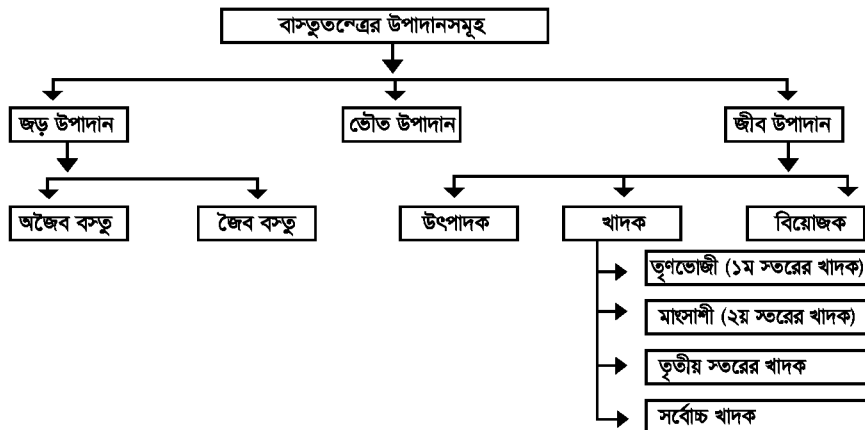 বাস্তুতন্ত্রের উপাদানসমূহ
জড় উপাদান
ভৌত উপাদান
জীব উপাদান
অজৈব বস্তু
জৈব বস্তু
উৎপাদক
খাদক
বিয়োজক
তৃণভোজী (১ম স্তরের খাদক)
মাংসাশী (২য় স্তরের খাদক)
তৃতীয় স্তরের খাদক
সর্বোচ্চ খাদক